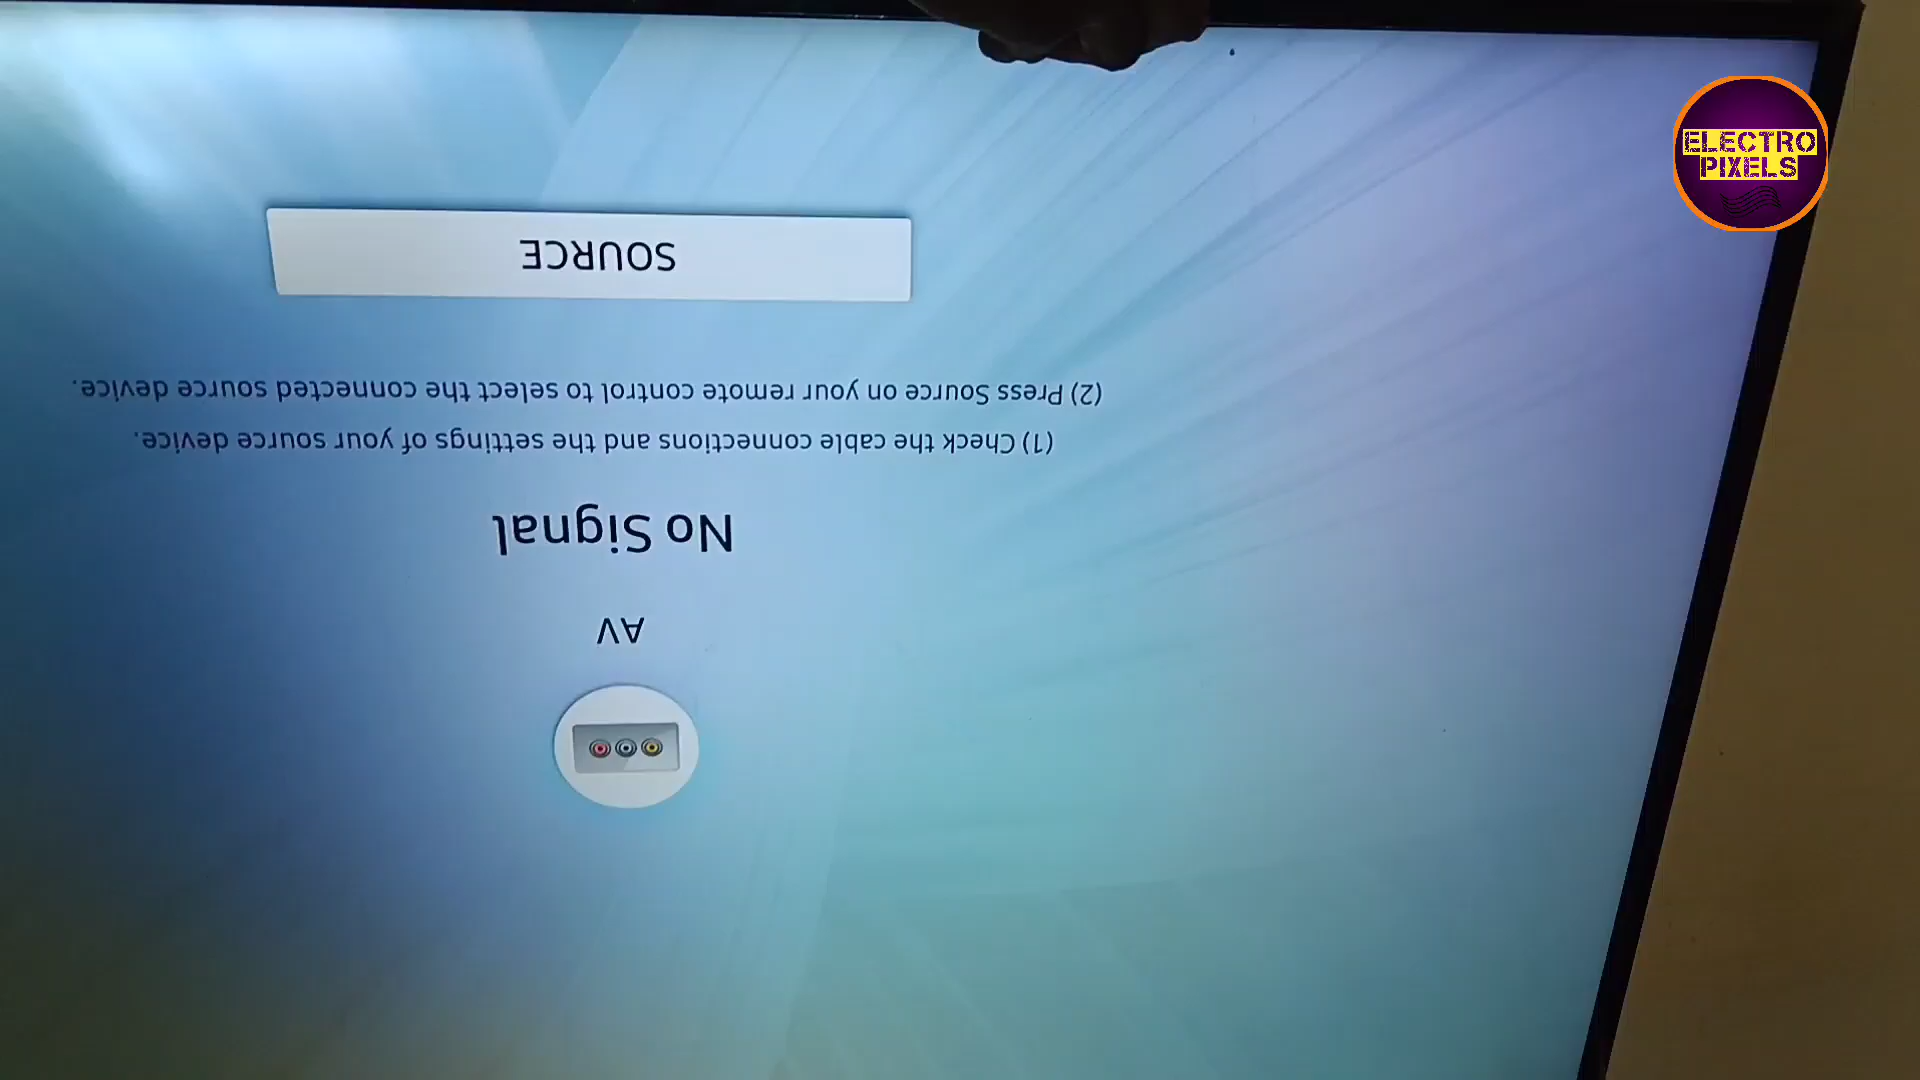 AV
No Signal
(1) Check the cable connections and the settings of your source device.
(2) Press Source on your remote control to select the connected source device.
SOURCE
ELECTRO
PIXELS